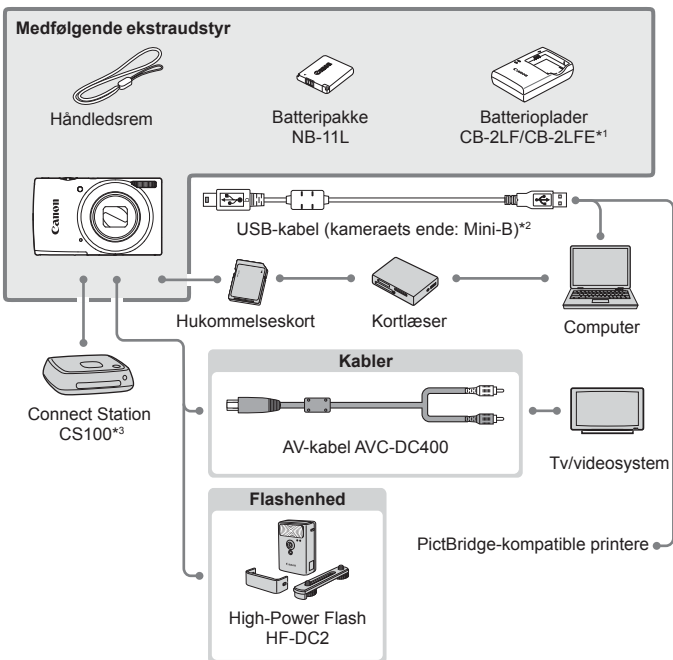 Medfølgende ekstraudstyr
Håndledsrem
Batteripakke
NB-11L
Batterioplader
CB-2LF/CB-2LFE*1
Canon
USB-kabel (kameraets ende: Mini-B)*2
Hukommelseskort
Kortlæser
Computer
Connect Station
CS100*3
Kabler
AV-kabel AVC-DC400
Tv/videosystem
Flashenhed
High-Power Flash
HF-DC2
PictBridge-kompatible printere